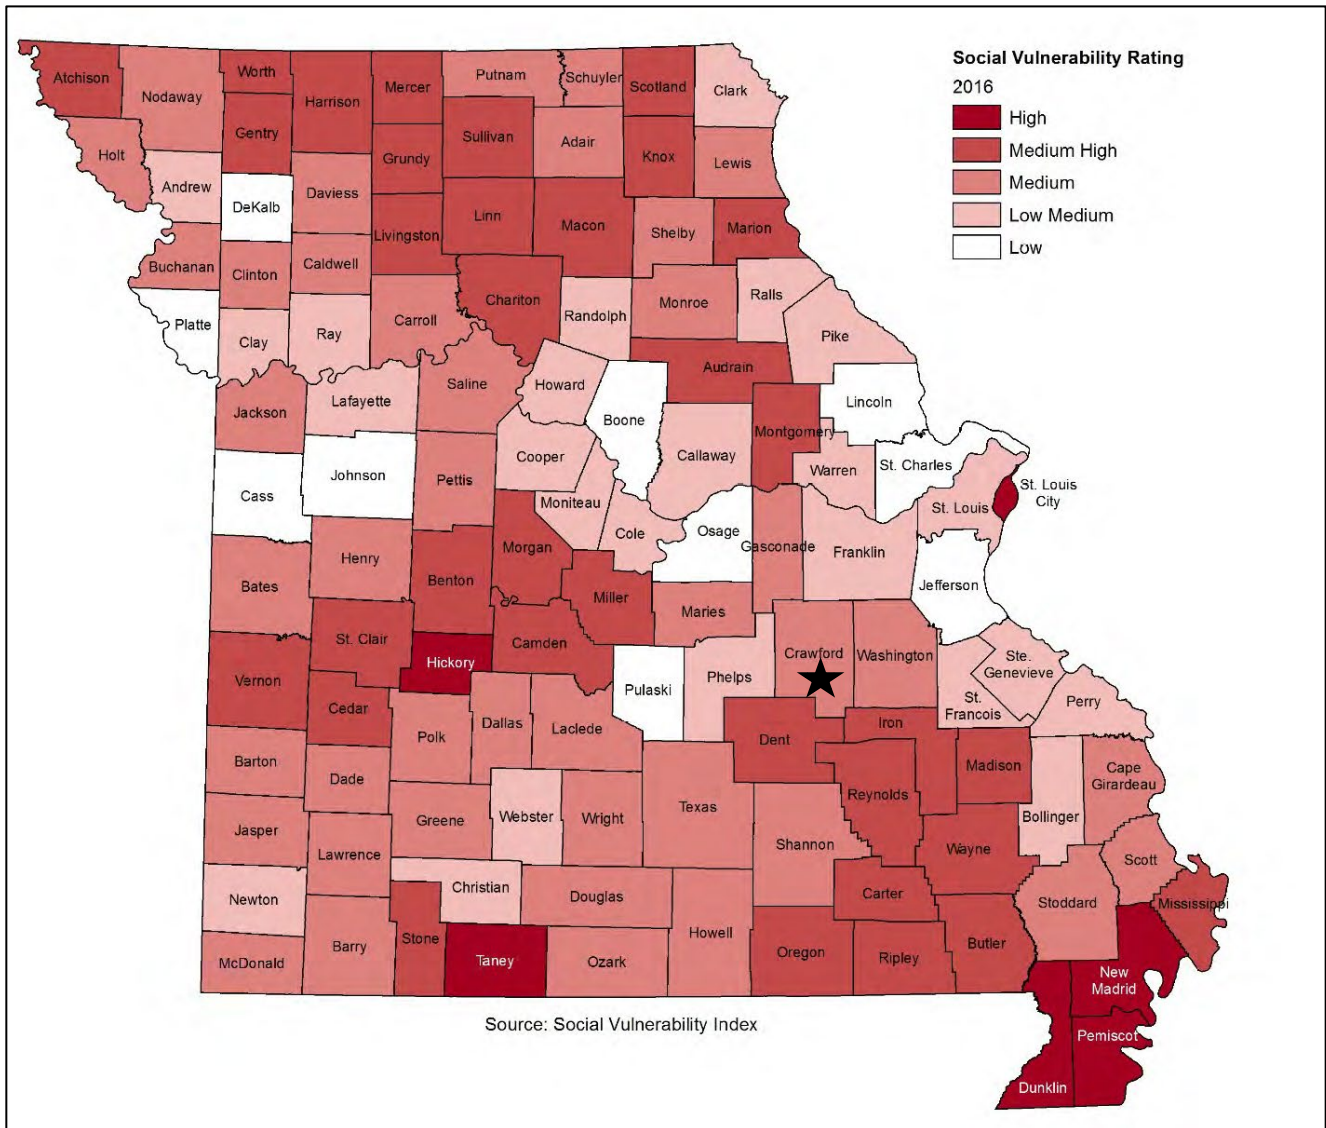 Social Vulnerability Rating
2016
High
Medium High
Medium
Low Medium
Low
Atchison
Nodaway
Worth
Harrison
Mercer
Putnam
Schuyler
Scotland
Clark
Gentry
Holt
Andrew
DeKalb
Daviess
Grundy
Sullivan
Adair
Knox
Lewis
Livingston
Linn
Macon
Shelby
Marion
Buchanan
Clinton
Caldwell
Chariton
Randolph
Monroe
Ralls
Pike
Platte
Clay
Ray
Carroll
Audrain
Jackson
Lafayette
Saline
Howard
Boone
Lincoln
Callaway
Montgomery
Warren
St. Charles
St. Louis
St. Louis
City
Cass
Johnson
Pettis
Cooper
Moniteau
Cole
Osage
Gasconade
Franklin
Jefferson
Bates
Henry
Benton
Morgan
Miller
Maries
St. Clair
Hickory
Camden
Crawford
Washington
Ste.
Genevieve
St.
Francois
Perry
Vernon
Cedar
Pulaski
Phelps
Polk
Dallas
Laclede
Dent
Iron
Madison
Barton
Dade
Reynolds
Bollinger
Cape
Girardeau
Jasper
Greene
Webster
Wright
Texas
Shannon
Wayne
Scott
Lawrence
Newton
Christian
Douglas
Carter
Stoddard
Mississippi
McDonald
Barry
Stone
Taney
Ozark
Howell
Oregon
Ripley
Butler
New
Madrid
Pemiscot
Dunklin
Source: Social Vulnerability Index